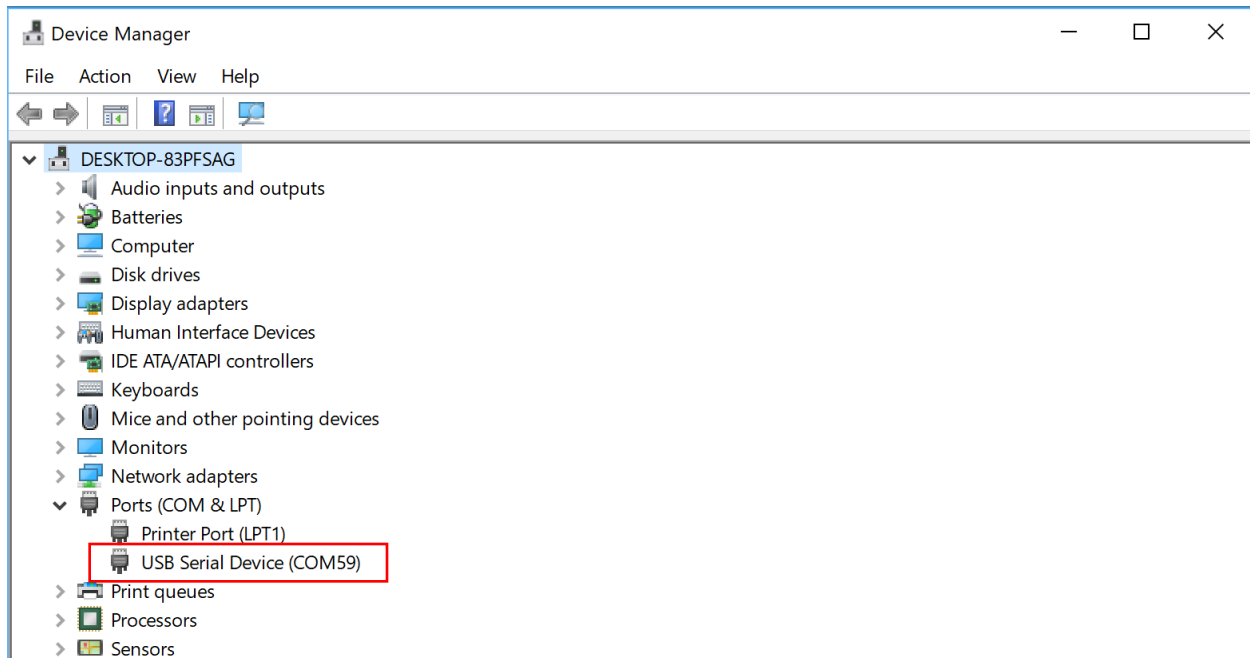 Device Manager
File Action View Help
DESKTOP-83PFSAG
Audio inputs and outputs
Batteries
Computer
Disk drives
Display adapters
Human Interface Devices
IDE ATA/ATAPI controllers
Keyboards
Mice and other pointing devices
Monitors
Network adapters
Ports (COM & LPT)
Printer Port (LPT1)
USB Serial Device (COM59)
Print queues
Processors
Sensors